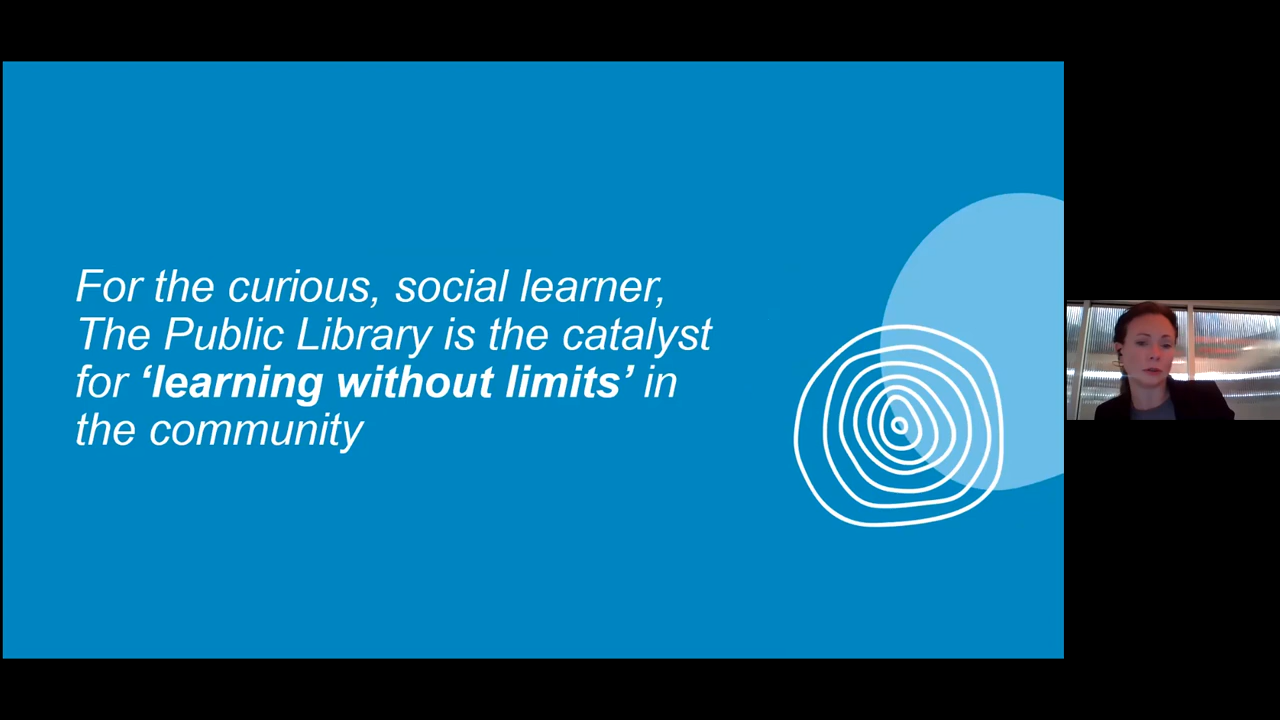 For the curious, social learner,
The Public Library is the catalyst
for ‘learning without limits’ in
the community